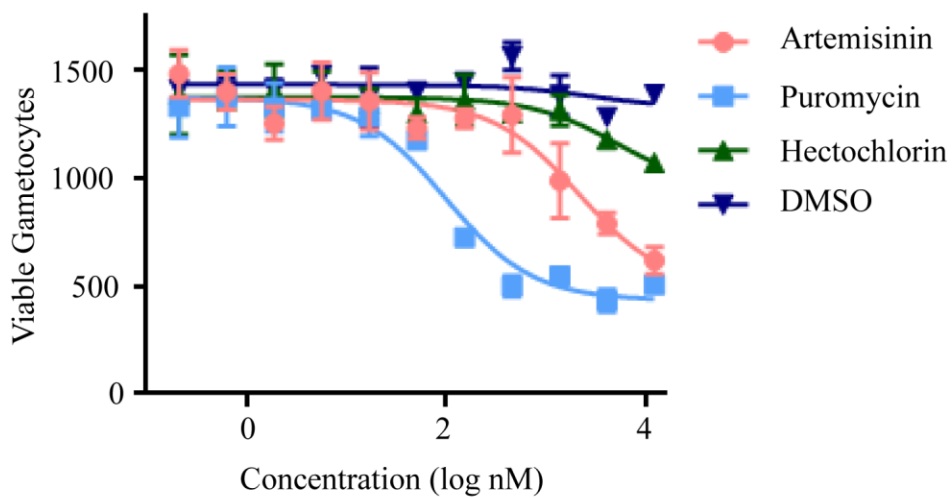 Viable Gametocytes
1500
1000
500
0
0 2 4
Concentration (log nM)
Artemisinin
Puromycin
Hectochlorin
DMSO